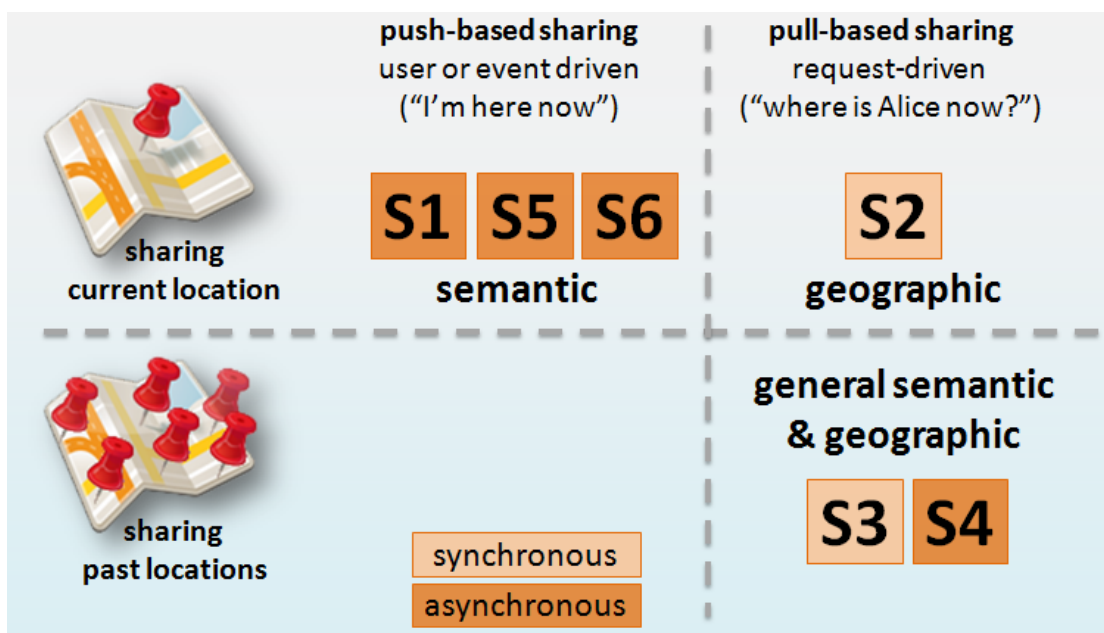 push-based sharing
user or event driven
(“I’m here now”)
pull-based sharing
request-driven
(“where is Alice now?”)
sharing
current location
S1 S5 S6
semantic
S2
geographic
sharing
past locations
general semantic
& geographic
S3 S4
synchronous
asynchronous